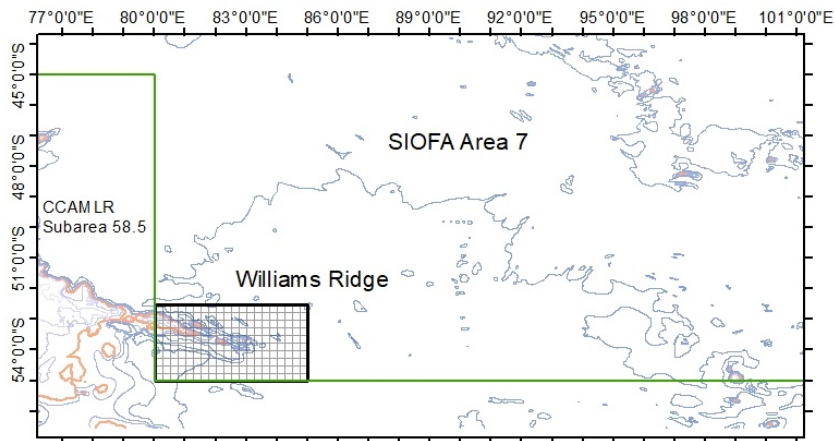 77°0'0"E 80°0'0"E 83°0'0"E 86°0'0"E 89°0'0"E 92°0'0"E 95°0'0"E 98°0'0"E 101°0'0"E
45°0'0"S
SIOFA Area 7
48°0'0"S
CCAMLR
Subarea 58.5
51°0'0"S
Williams Ridge
54°0'0"S